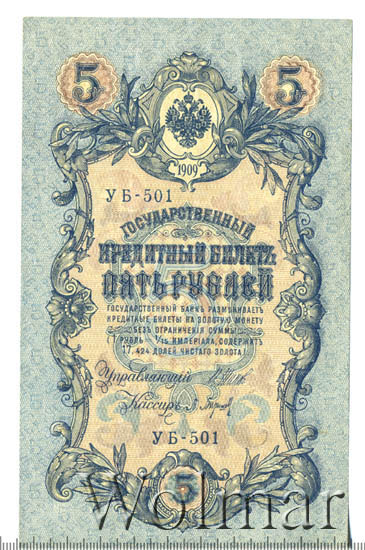 5 5
1909
УБ-501
ГОСУДАРСТВЕННЫЙ
КРЕДИТНЫЙ БИЛЕТЪ
ПЯТЬ РУБЛЕЙ
ГОСУДАРСТВЕННЫЙ БАНКЪ РАЗМѢНИВАЕТЪ
КРЕДИТНЫЕ БИЛЕТЫ НА ЗОЛОТУЮ МОНЕТУ
БЕЗЪ ОГРАНИЧЕНІЯ СУММЫ
(1 РУБЛЬ = 1/15 ИМПЕРІАЛА, СОДЕРЖИТЪ
17,424 ДОЛЕЙ ЧИСТАГО ЗОЛОТА)
Управляющій
Кассиръ
УБ-501
5
Wolmar